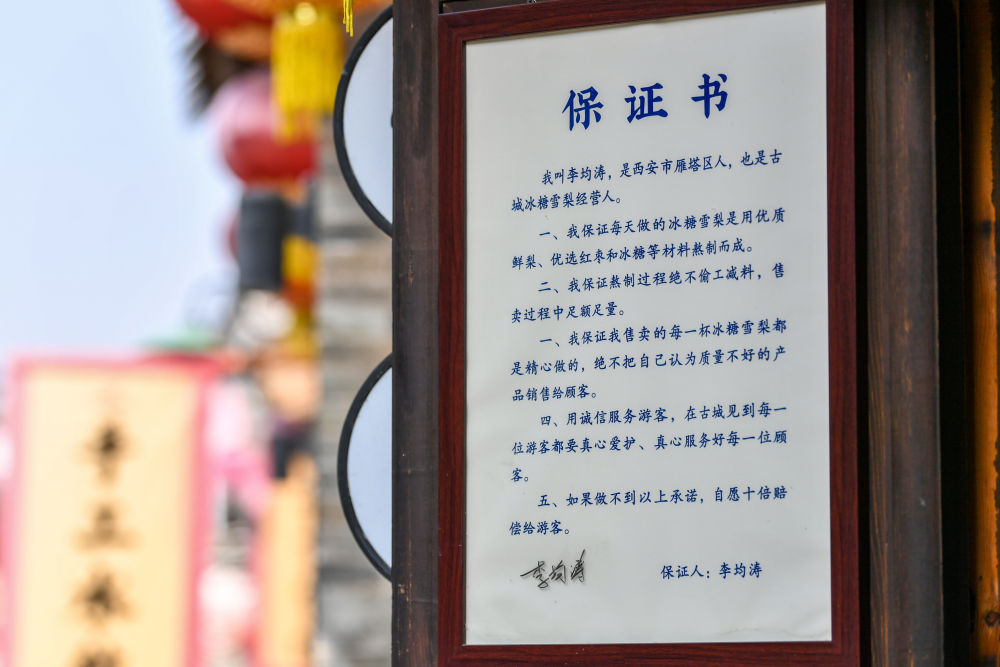 保证书
我叫李均涛，是西安市雁塔区人，也是古
城冰糖雪梨经营人。
一、我保证每天做的冰糖雪梨是用优质
鲜梨、优选红枣和冰糖等材料熬制而成。
二、我保证熬制过程绝不偷工减料，售
卖过程中足额足量。
一、我保证我售卖的每一杯冰糖雪梨都
是精心做的，绝不把自己认为质量不好的产
品销售给顾客。
四、用诚信服务游客，在古城见到每一
位游客都要真心爱护、真心服务好每一位顾
客。
五、如果做不到以上承诺，自愿十倍赔
偿给游客。
李均涛
保证人：李均涛